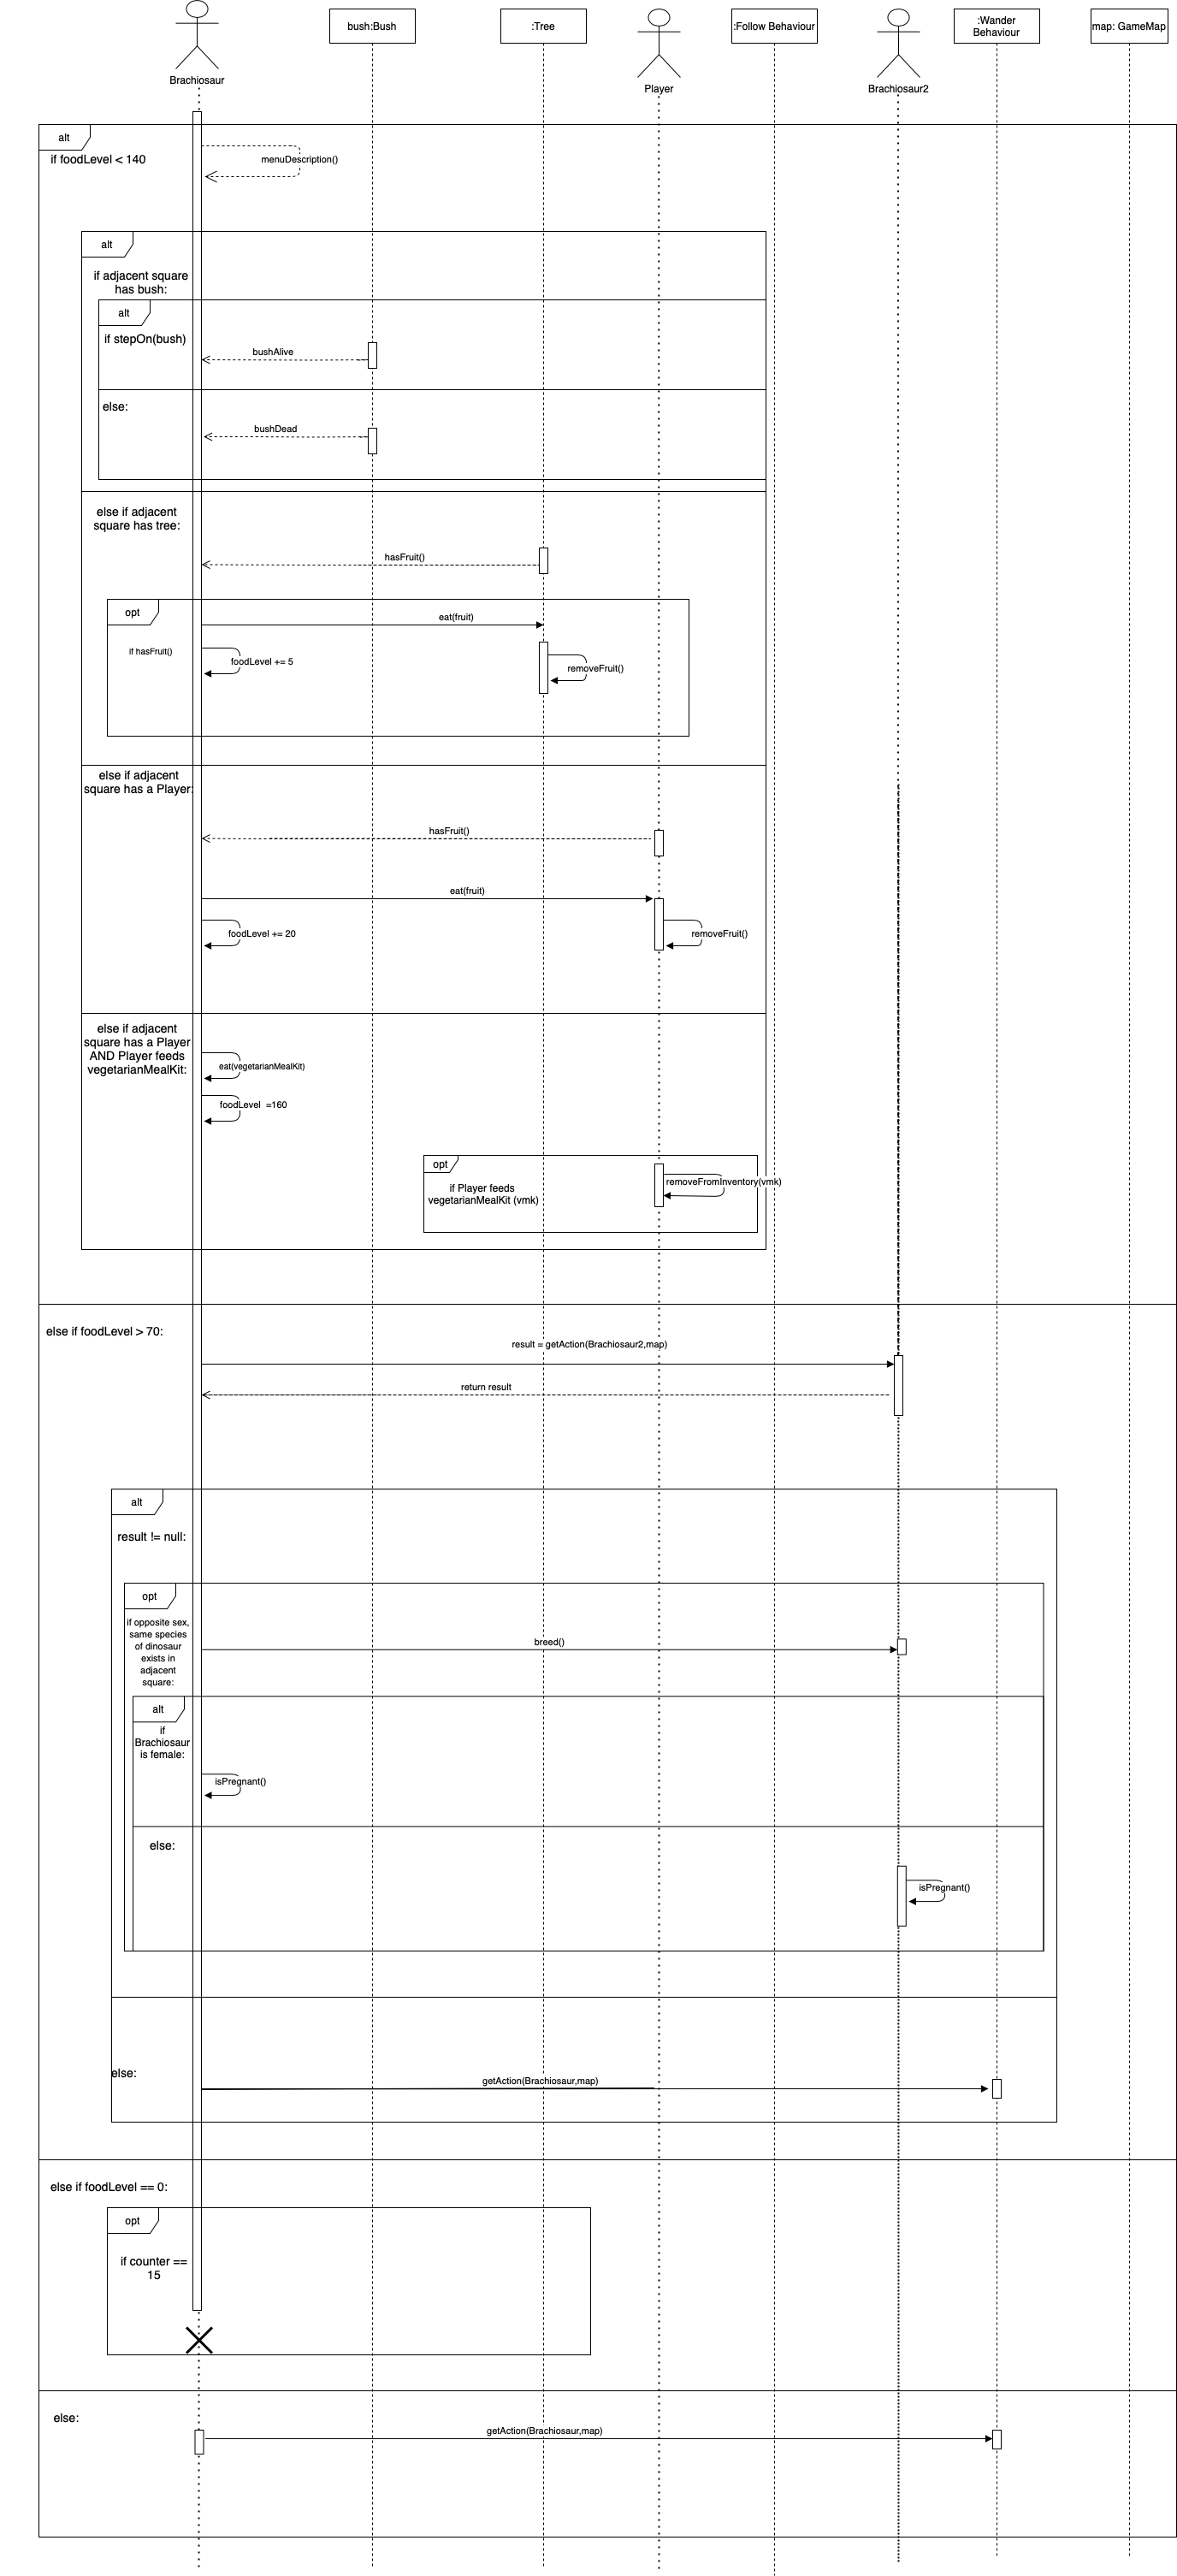 Brachiosaur
bush:Bush
:Tree
Player
:Follow Behaviour
Brachiosaur2
:Wander
Behaviour
map: GameMap
alt
if foodLevel < 140
menuDescription()
alt
if adjacent square
has bush:
alt
if stepOn(bush)
bushAlive
else:
bushDead
else if adjacent
square has tree:
hasFruit()
opt
eat(fruit)
if hasFruit()
foodLevel += 5
removeFruit()
else if adjacent
square has a Player:
hasFruit()
eat(fruit)
foodLevel += 20
removeFruit()
else if adjacent
square has a Player
AND Player feeds
vegetarianMealKit:
eat(vegetarianMealKit)
foodLevel =160
opt
if Player feeds
vegetarianMealKit (vmk)
removeFromInventory(vmk)
else if foodLevel > 70:
result = getAction(Brachiosaur2,map)
return result
alt
result != null:
opt
if opposite sex,
same species
of dinosaur
exists in
adjacent
square:
breed()
alt
if
Brachiosaur
is female:
isPregnant()
else:
isPregnant()
else:
getAction(Brachiosaur,map)
else if foodLevel == 0:
opt
if counter ==
15
else:
getAction(Brachiosaur,map)